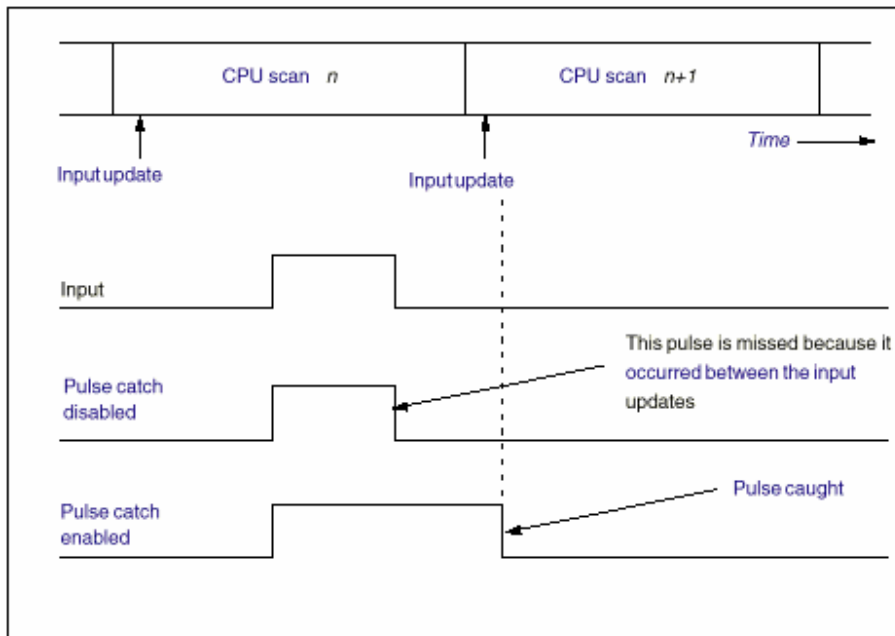 CPU scan n
CPU scan n+1
Time
Input update
Input update
Input
This pulse is missed because it
occurred between the input
updates
Pulse catch
disabled
Pulse caught
Pulse catch
enabled